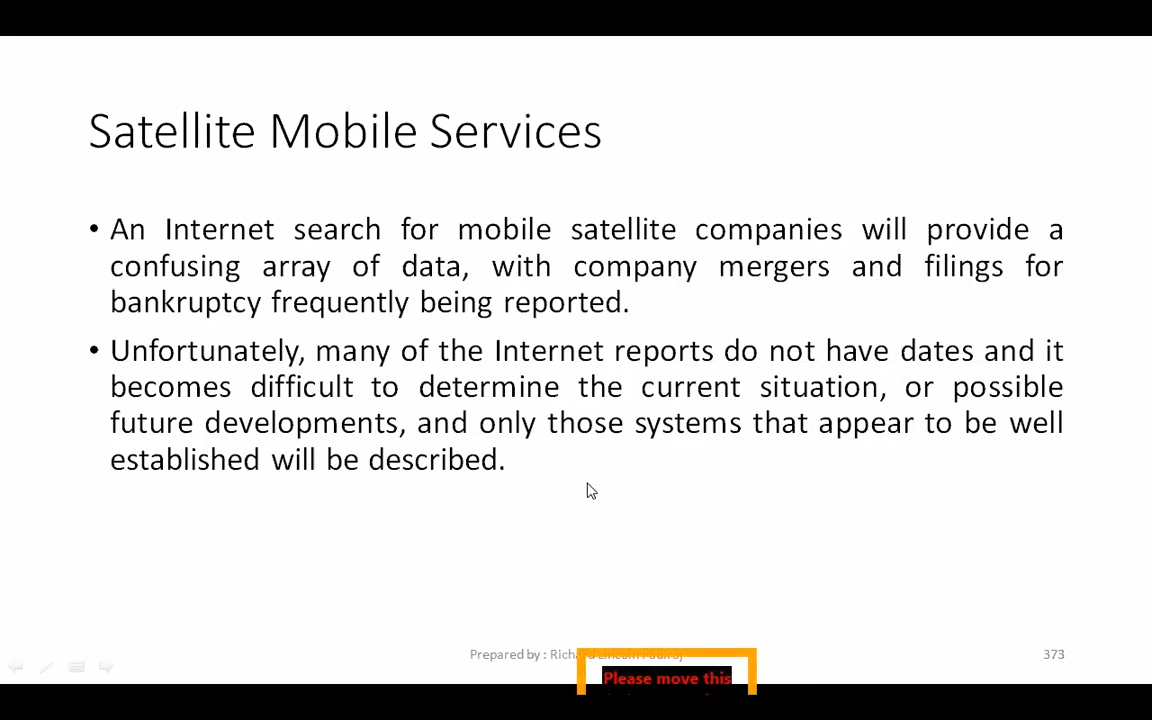 Satellite Mobile Services
• An Internet search for mobile satellite companies will provide a
confusing array of data, with company mergers and filings for
bankruptcy frequently being reported.
• Unfortunately, many of the Internet reports do not have dates and it
becomes difficult to determine the current situation, or possible
future developments, and only those systems that appear to be well
established will be described.
Prepared by : Richard Lincoln
373
Please move this